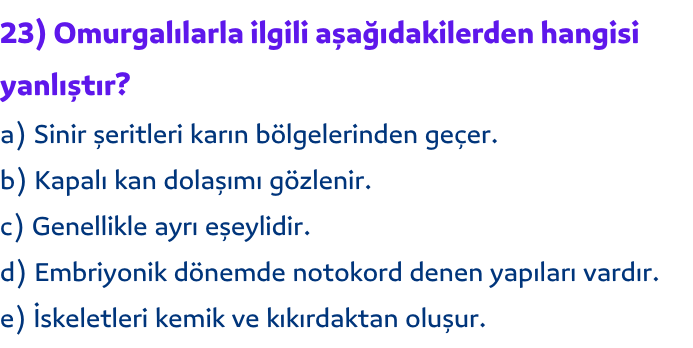 23) Omurgalılarla ilgili aşağıdakilerden hangisi
yanlıştır?
a) Sinir şeritleri karın bölgelerinden geçer.
b) Kapalı kan dolaşımı gözlenir.
c) Genellikle ayrı eşeylidir.
d) Embriyonik dönemde notokord denen yapıları vardır.
e) İskeletleri kemik ve kıkırdaktan oluşur.